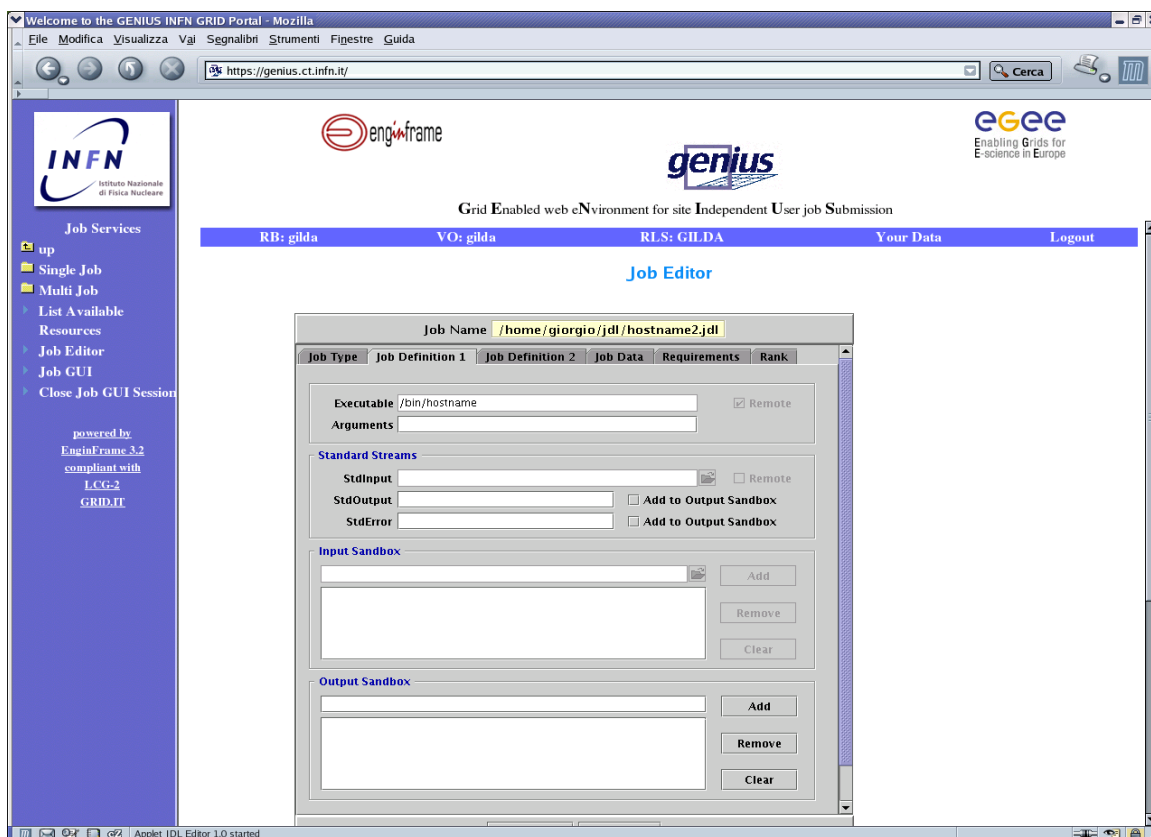 Welcome to the GENIUS INFN GRID Portal - Mozilla
File Modifica Visualizza Vai Segnalibri Strumenti Finestre Guida
https://genius.ct.infn.it/
Cerca
INFN
Istituto Nazionale
di Fisica Nucleare
enginframe
genius
egee
Enabling Grids for
E-science in Europe
Grid Enabled web eNvironment for site Independent User job Submission
Job Services
up
Single Job
Multi Job
List Available
Resources
Job Editor
Job GUI
Close Job GUI Session
powered by
EnginFrame 3.2
compliant with
LCG-2
GRID.IT
RB: gilda VO: gilda RLS: GILDA Your Data Logout
Job Editor
Job Name /home/giorgio/jdl/hostname2.jdl
Job Type Job Definition 1 Job Definition 2 Job Data Requirements Rank
Executable /bin/hostname Remote
Arguments
Standard Streams
StdInput Remote
StdOutput Add to Output Sandbox
StdError Add to Output Sandbox
Input Sandbox
Add
Remove
Clear
Output Sandbox
Add
Remove
Clear
Applet JDL Editor 1.0 started